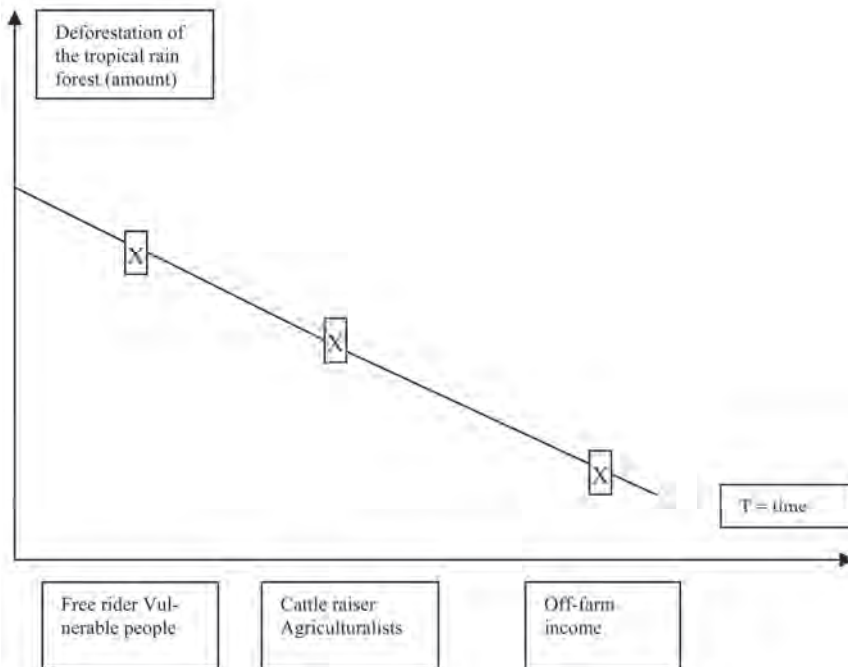 Deforestation of
the tropical rain
forest (amount)
X
X
X
T = time
Free rider Vul-
nerable people
Cattle raiser
Agriculturalists
Off-farm
income